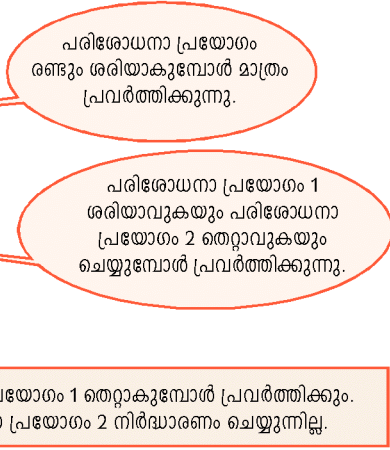 പരിശോധനാ പ്രയോഗം
രണ്ടും ശരിയാകുമ്പോൾ മാത്രം
പ്രവർത്തിക്കുന്നു.
പരിശോധനാ പ്രയോഗം 1
ശരിയാവുകയും പരിശോധനാ
പ്രയോഗം 2 തെറ്റാവുകയും
ചെയ്യുമ്പോൾ പ്രവർത്തിക്കുന്നു.
1 തെറ്റാകുമ്പോൾ പ്രവർത്തിക്കും.
പ്രയോഗം 2 നിർദ്ധാരണം ചെയ്യുന്നില്ല.